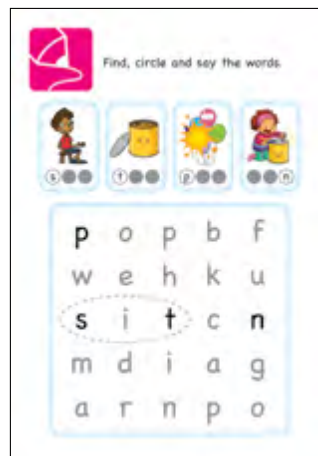 Find, circle and say the words.
s t p n
p o p b f
w e h k u
s i t c n
m d i a g
a r n p o